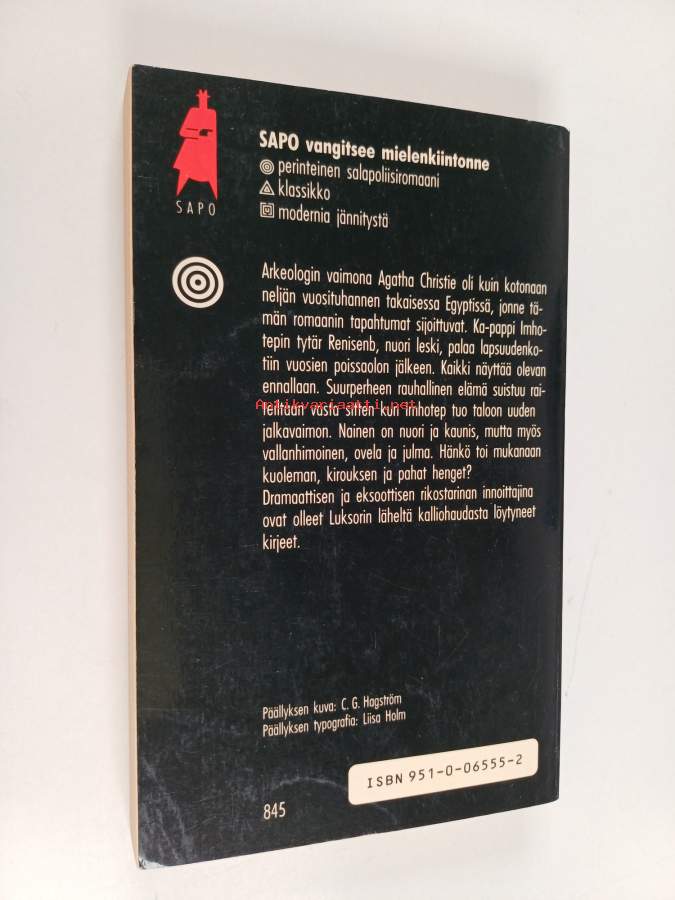 SAPO
SAPO vangitsee mielenkiintonne
perinteinen salapoliisiromaani
klassikko
modernia jännitystä
Arkeologin vaimona Agatha Christie oli kuin kotonaan
neljän vuosituhannen takaisessa Egyptissä, jonne tä-
män romaanin tapahtumat sijoittuvat. Ka-pappi Imho-
tepin tytär Renisenb, nuori leski, palaa lapsuudenko-
tiin vuosien poissaolon jälkeen. Kaikki näyttää olevan
ennallaan. Suurperheen rauhallinen elämä suistuu rai-
teiltaan vasta sitten kun Imhotep tuo taloon uuden
Antikvariaatti.net
jalkavaimon. Nainen on nuori ja kaunis, mutta myös
vallanhimoinen, ovela ja julma. Hänkö toi mukanaan
kuoleman, kirouksen ja pahat henget?
Dramaattisen ja eksoottisen rikostarinan innoittajina
ovat olleet Luksorin läheltä kalliohaudasta löytyneet
kirjeet.
Päällyksen kuva: C. G. Hagström
Päällyksen typografia: Liisa Holm
ISBN 951-0-06555-2
845